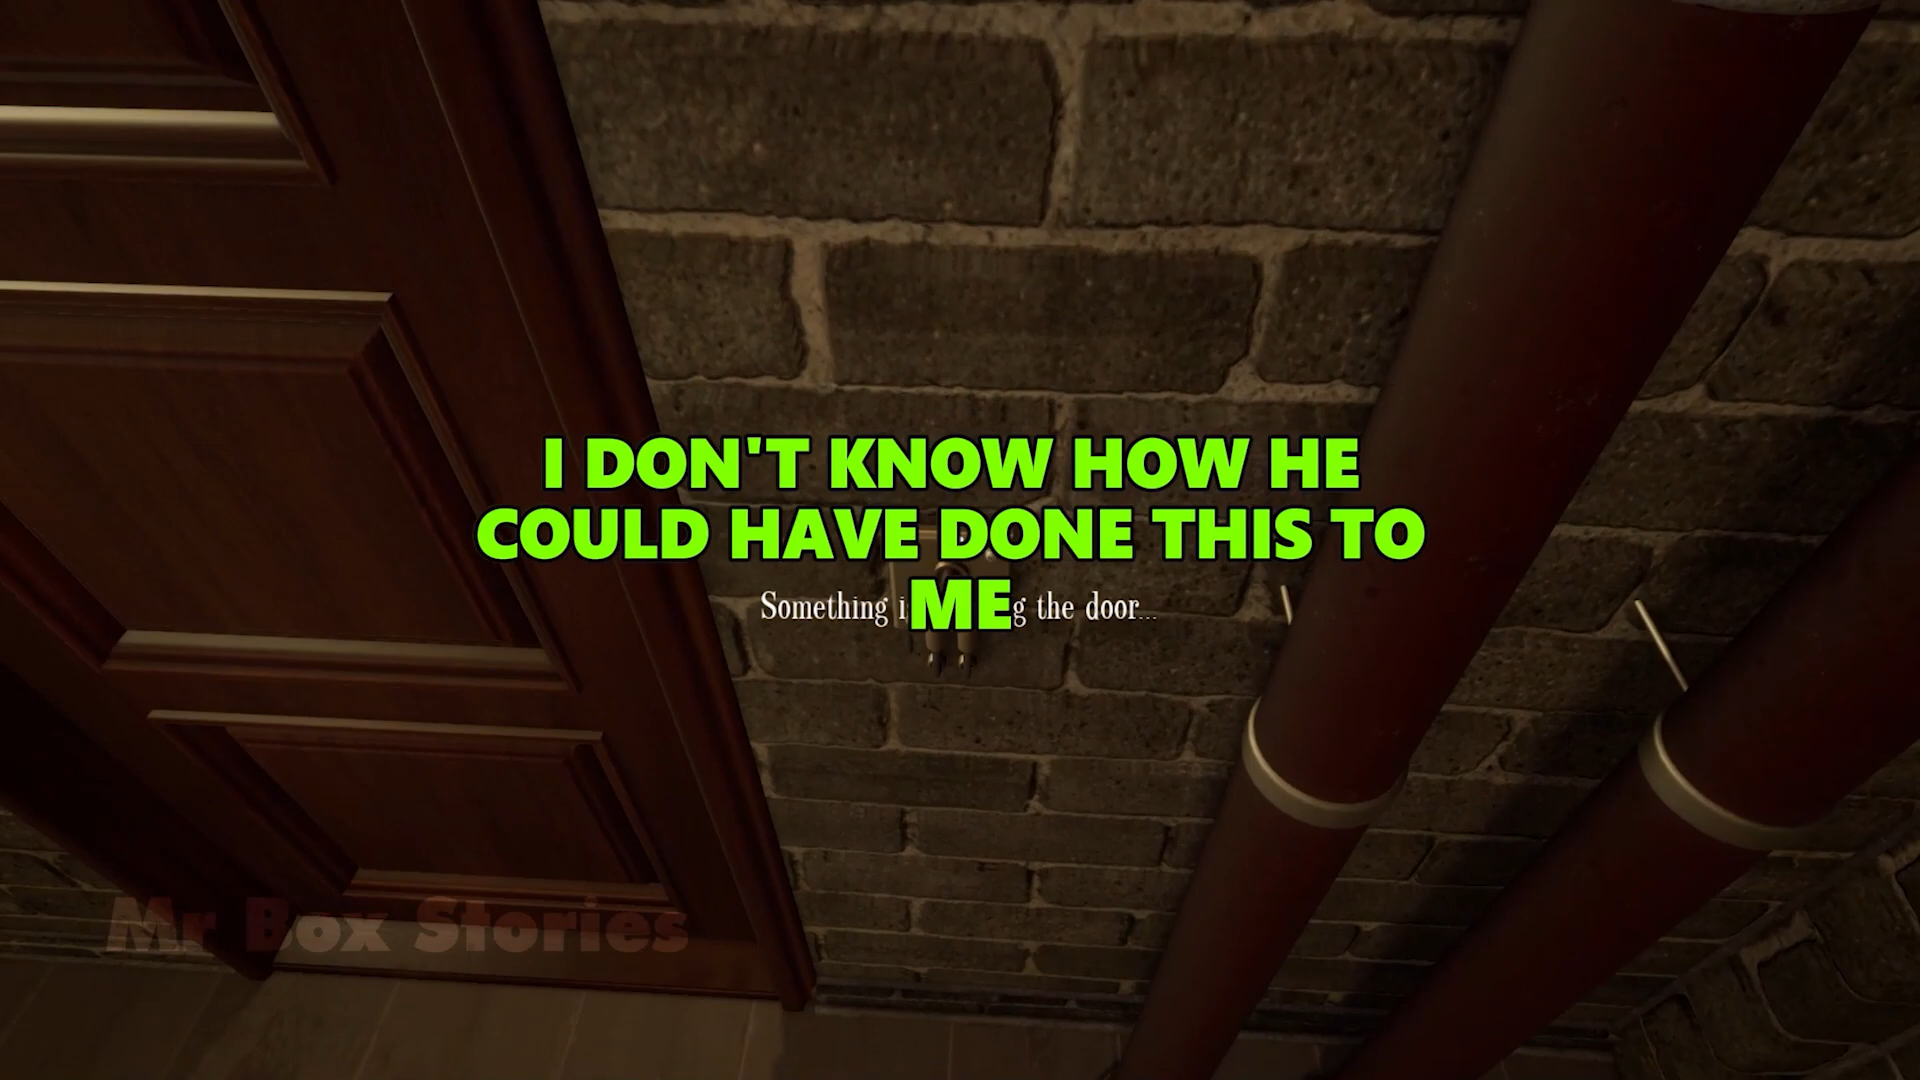 I DON'T KNOW HOW HE
COULD HAVE DONE THIS TO
ME
Something the door...
Mr Box Stories